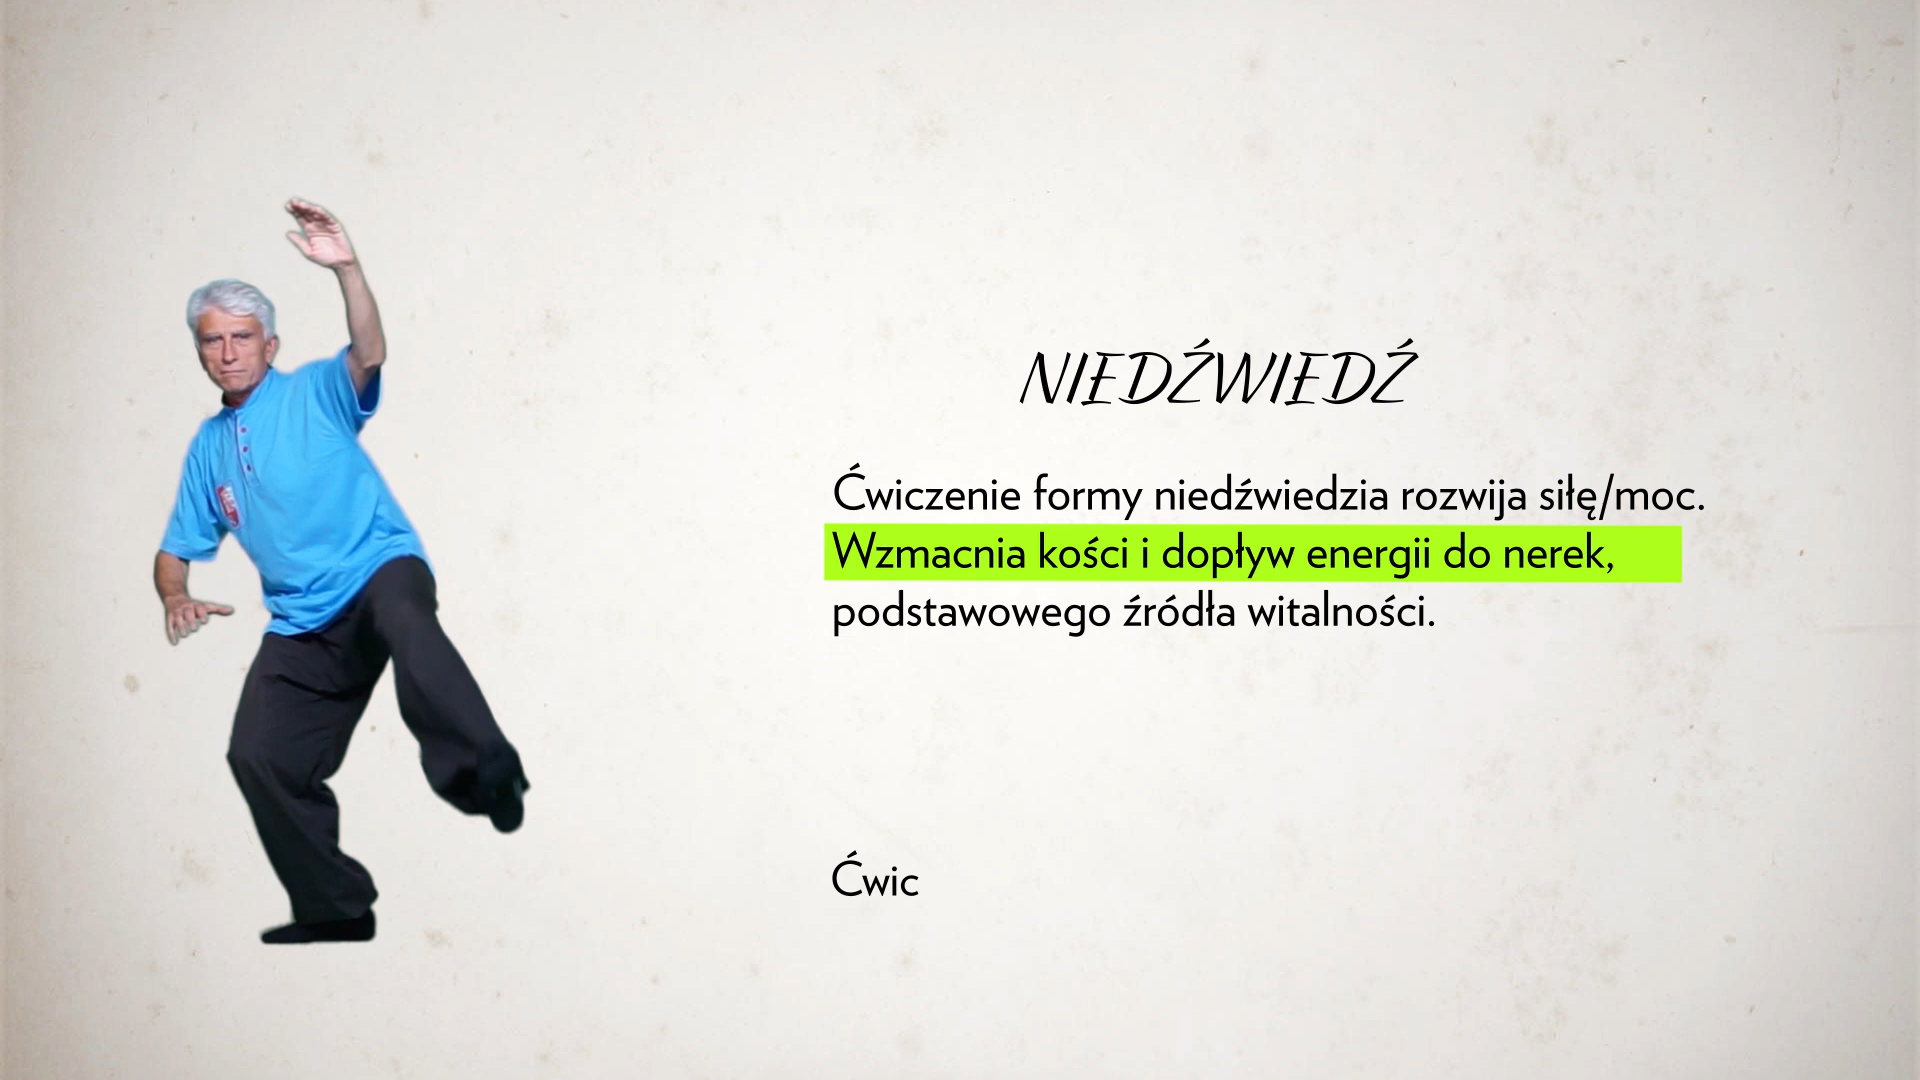 NIEDŹWIEDŹ
Ćwiczenie formy niedźwiedzia rozwija siłę/moc.
Wzmacnia kości i dopływ energii do nerek,
podstawowego źródła witalności.
Ćwic